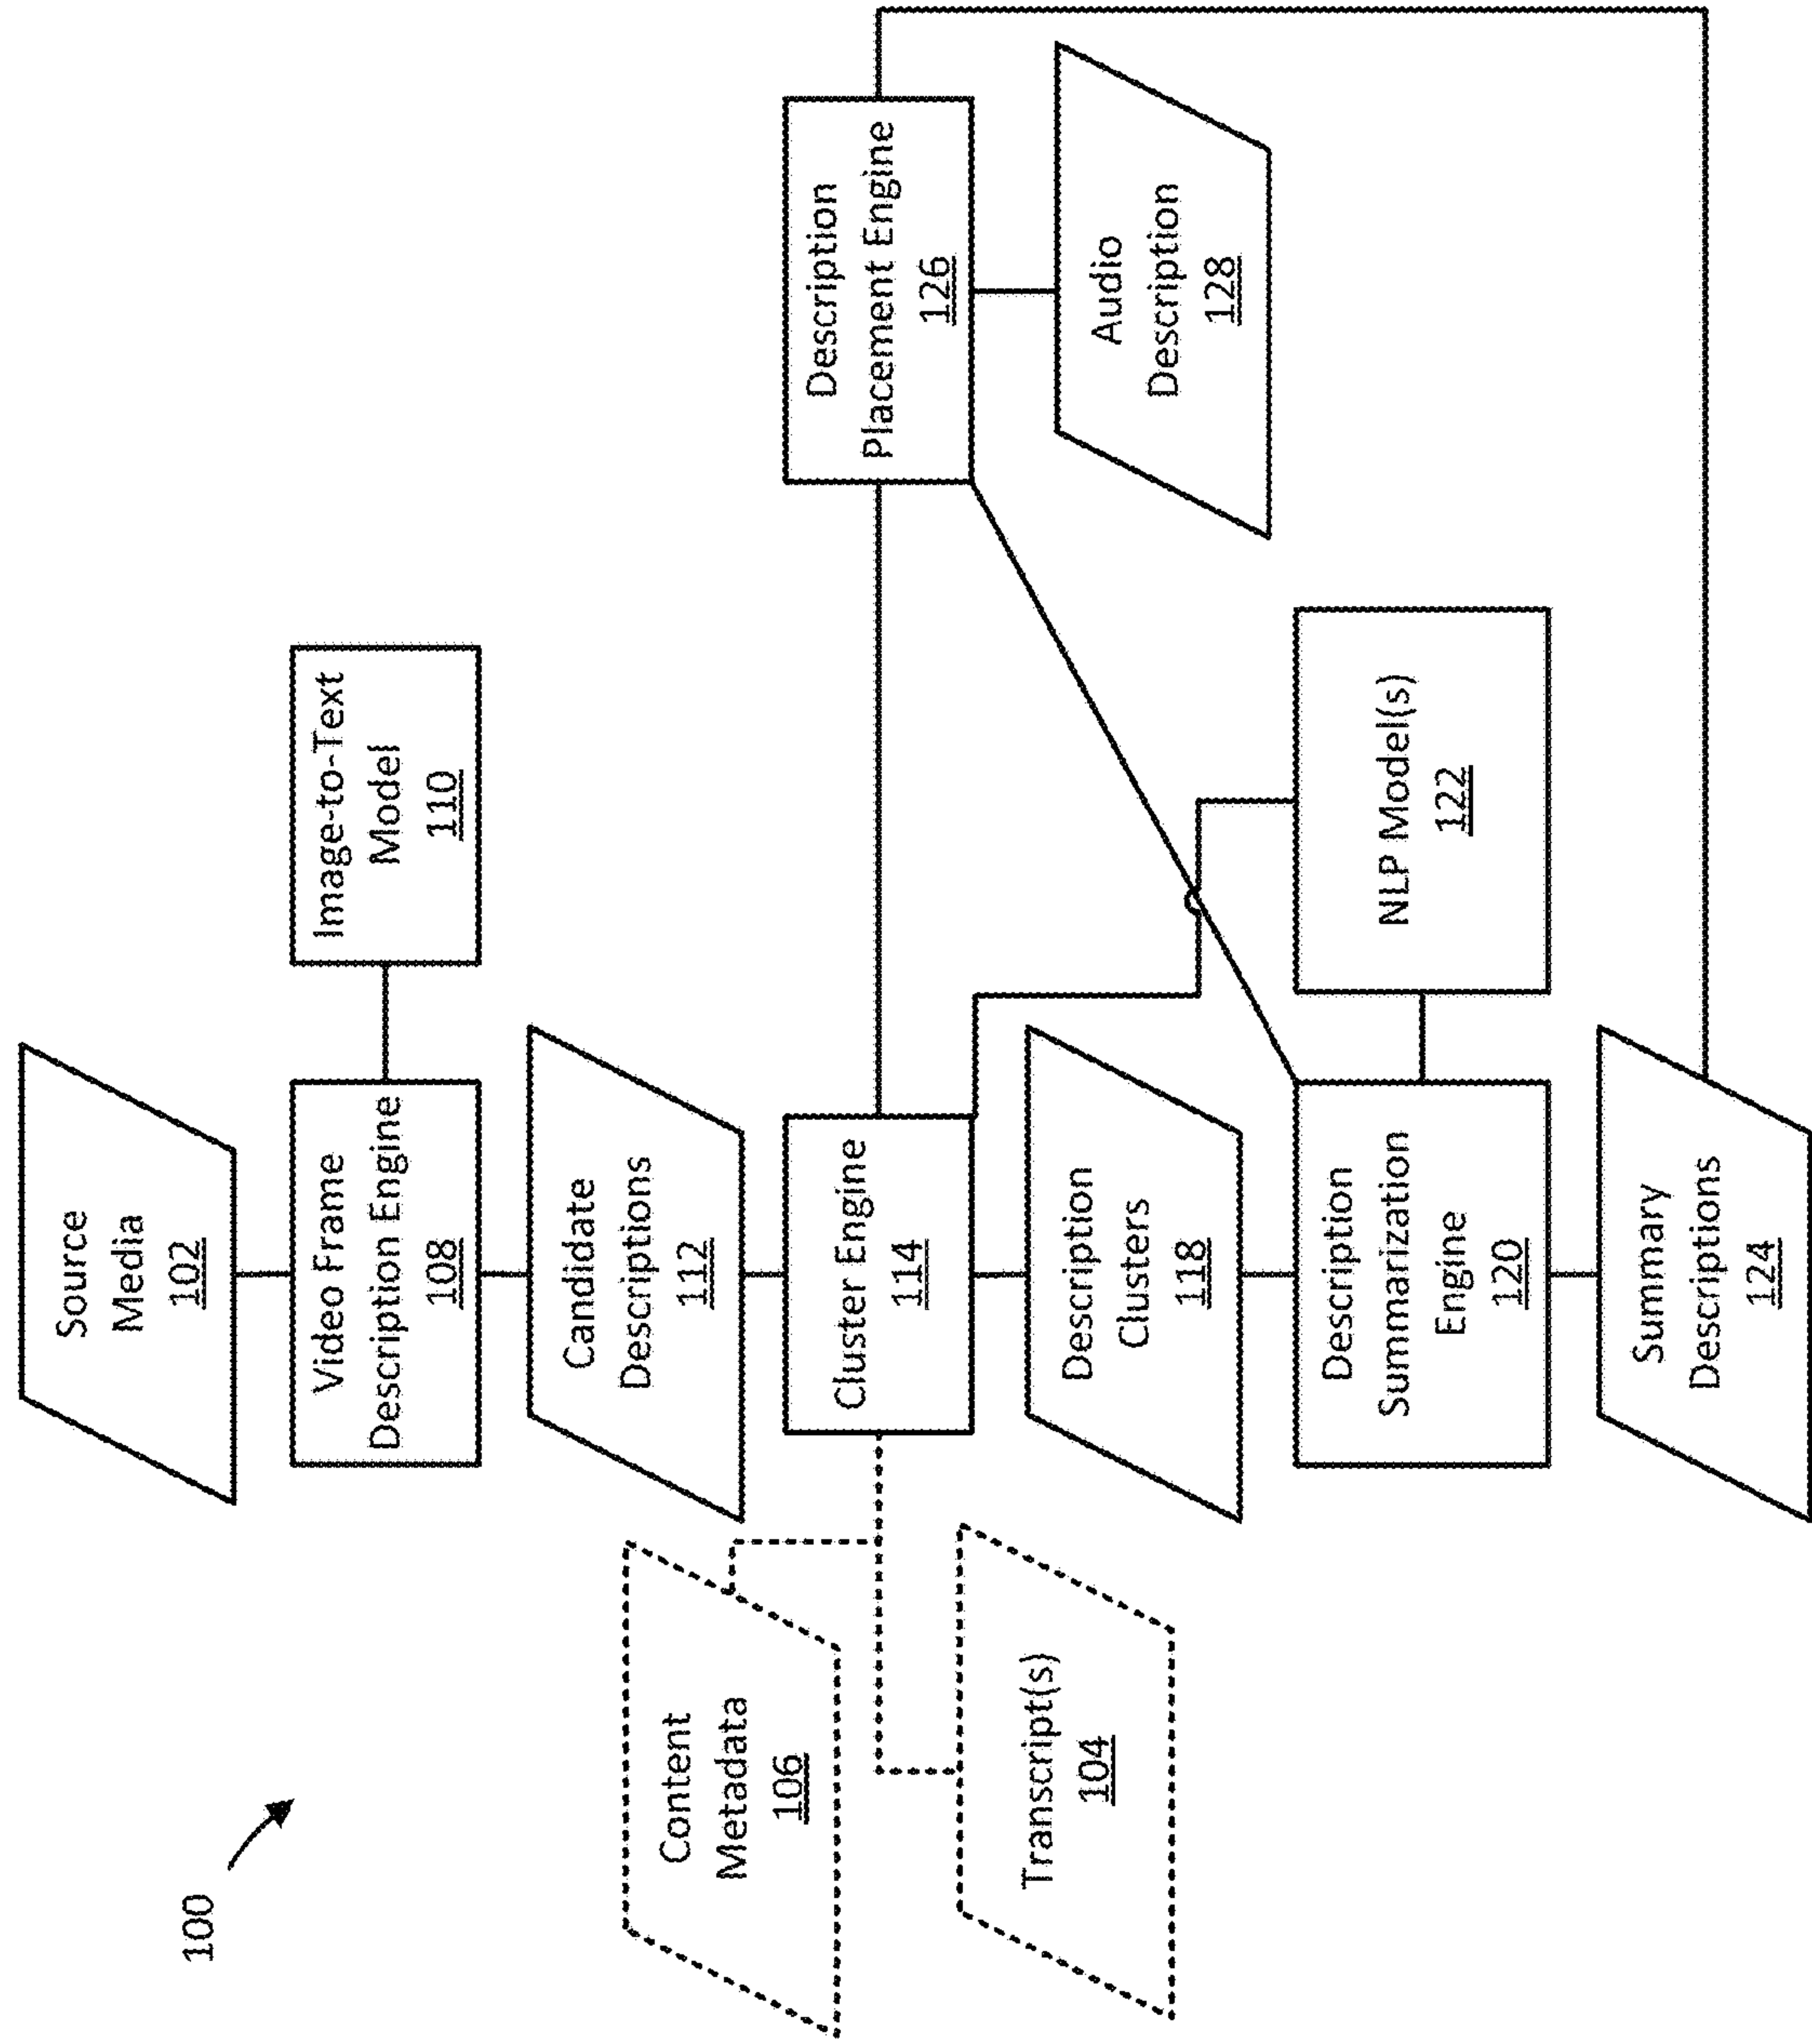 100
Source
Media
102
Video Frame
Description Engine
108
Image-to-Text
Model
110
Candidate
Descriptions
112
Content
Metadata
106
Cluster Engine
114
Description
Placement Engine
126
Transcript(s)
104
Description
Clusters
118
Audio
Description
128
Description
Summarization
Engine
120
NLP Model(s)
122
Summary
Descriptions
124